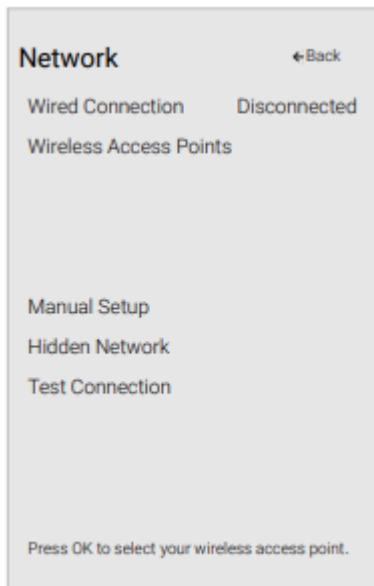 Network ←Back
Wired Connection Disconnected
Wireless Access Points
Manual Setup
Hidden Network
Test Connection
Press OK to select your wireless access point.